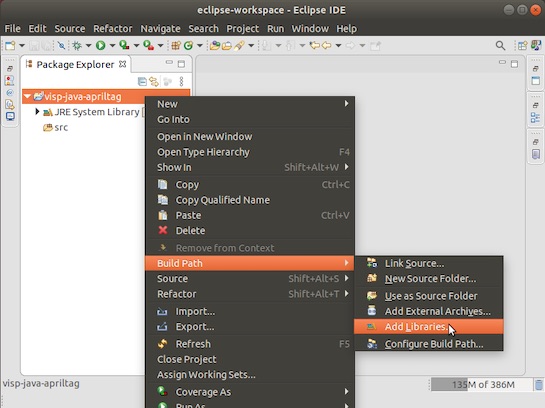 eclipse-workspace - Eclipse IDE
File Edit Source Refactor Navigate Search Project Run Window Help
Package Explorer
visp-java-apriltag
JRE System Library [
src
New
Go Into
Open in New Window
Open Type Hierarchy F4
Show In Shift+Alt+W
Copy Ctrl+C
Copy Qualified Name
Paste Ctrl+V
Delete
Remove from Context
Build Path
Source Shift+Alt+S
Refactor Shift+Alt+T
Import...
Export...
Refresh F5
Close Project
Assign Working Sets...
Coverage As
Run As
Link Source...
New Source Folder...
Use as Source Folder
Add External Archives...
Add Libraries...
Configure Build Path...
visp-java-apriltag
135M of 386M